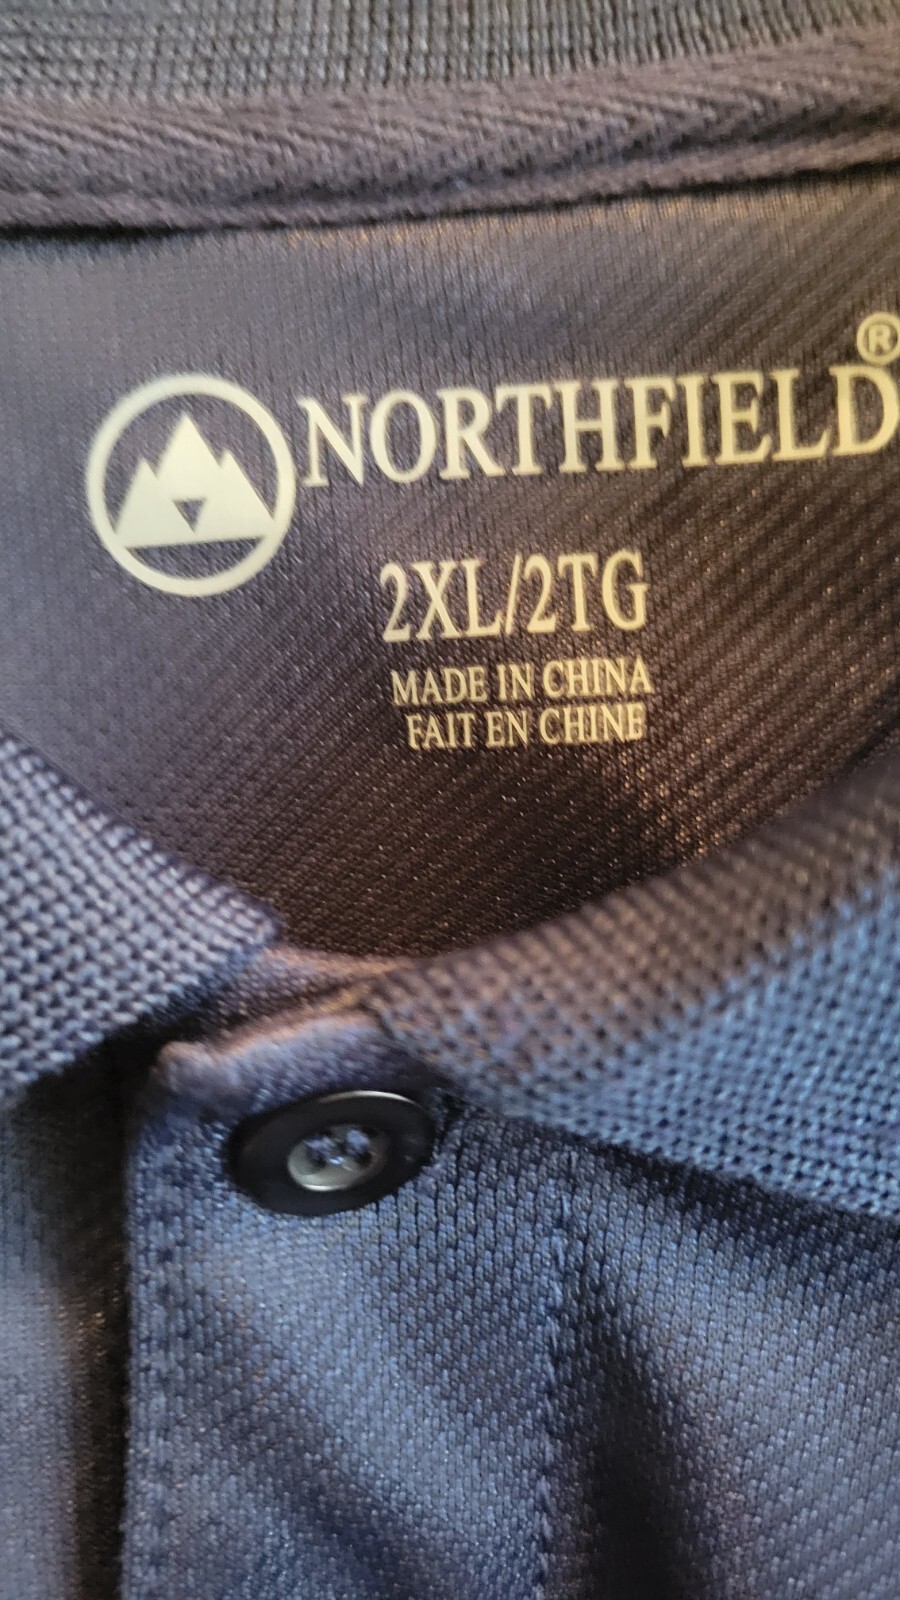 NORTHFIELD®
2XL/2TG
MADE IN CHINA
FAIT EN CHINE